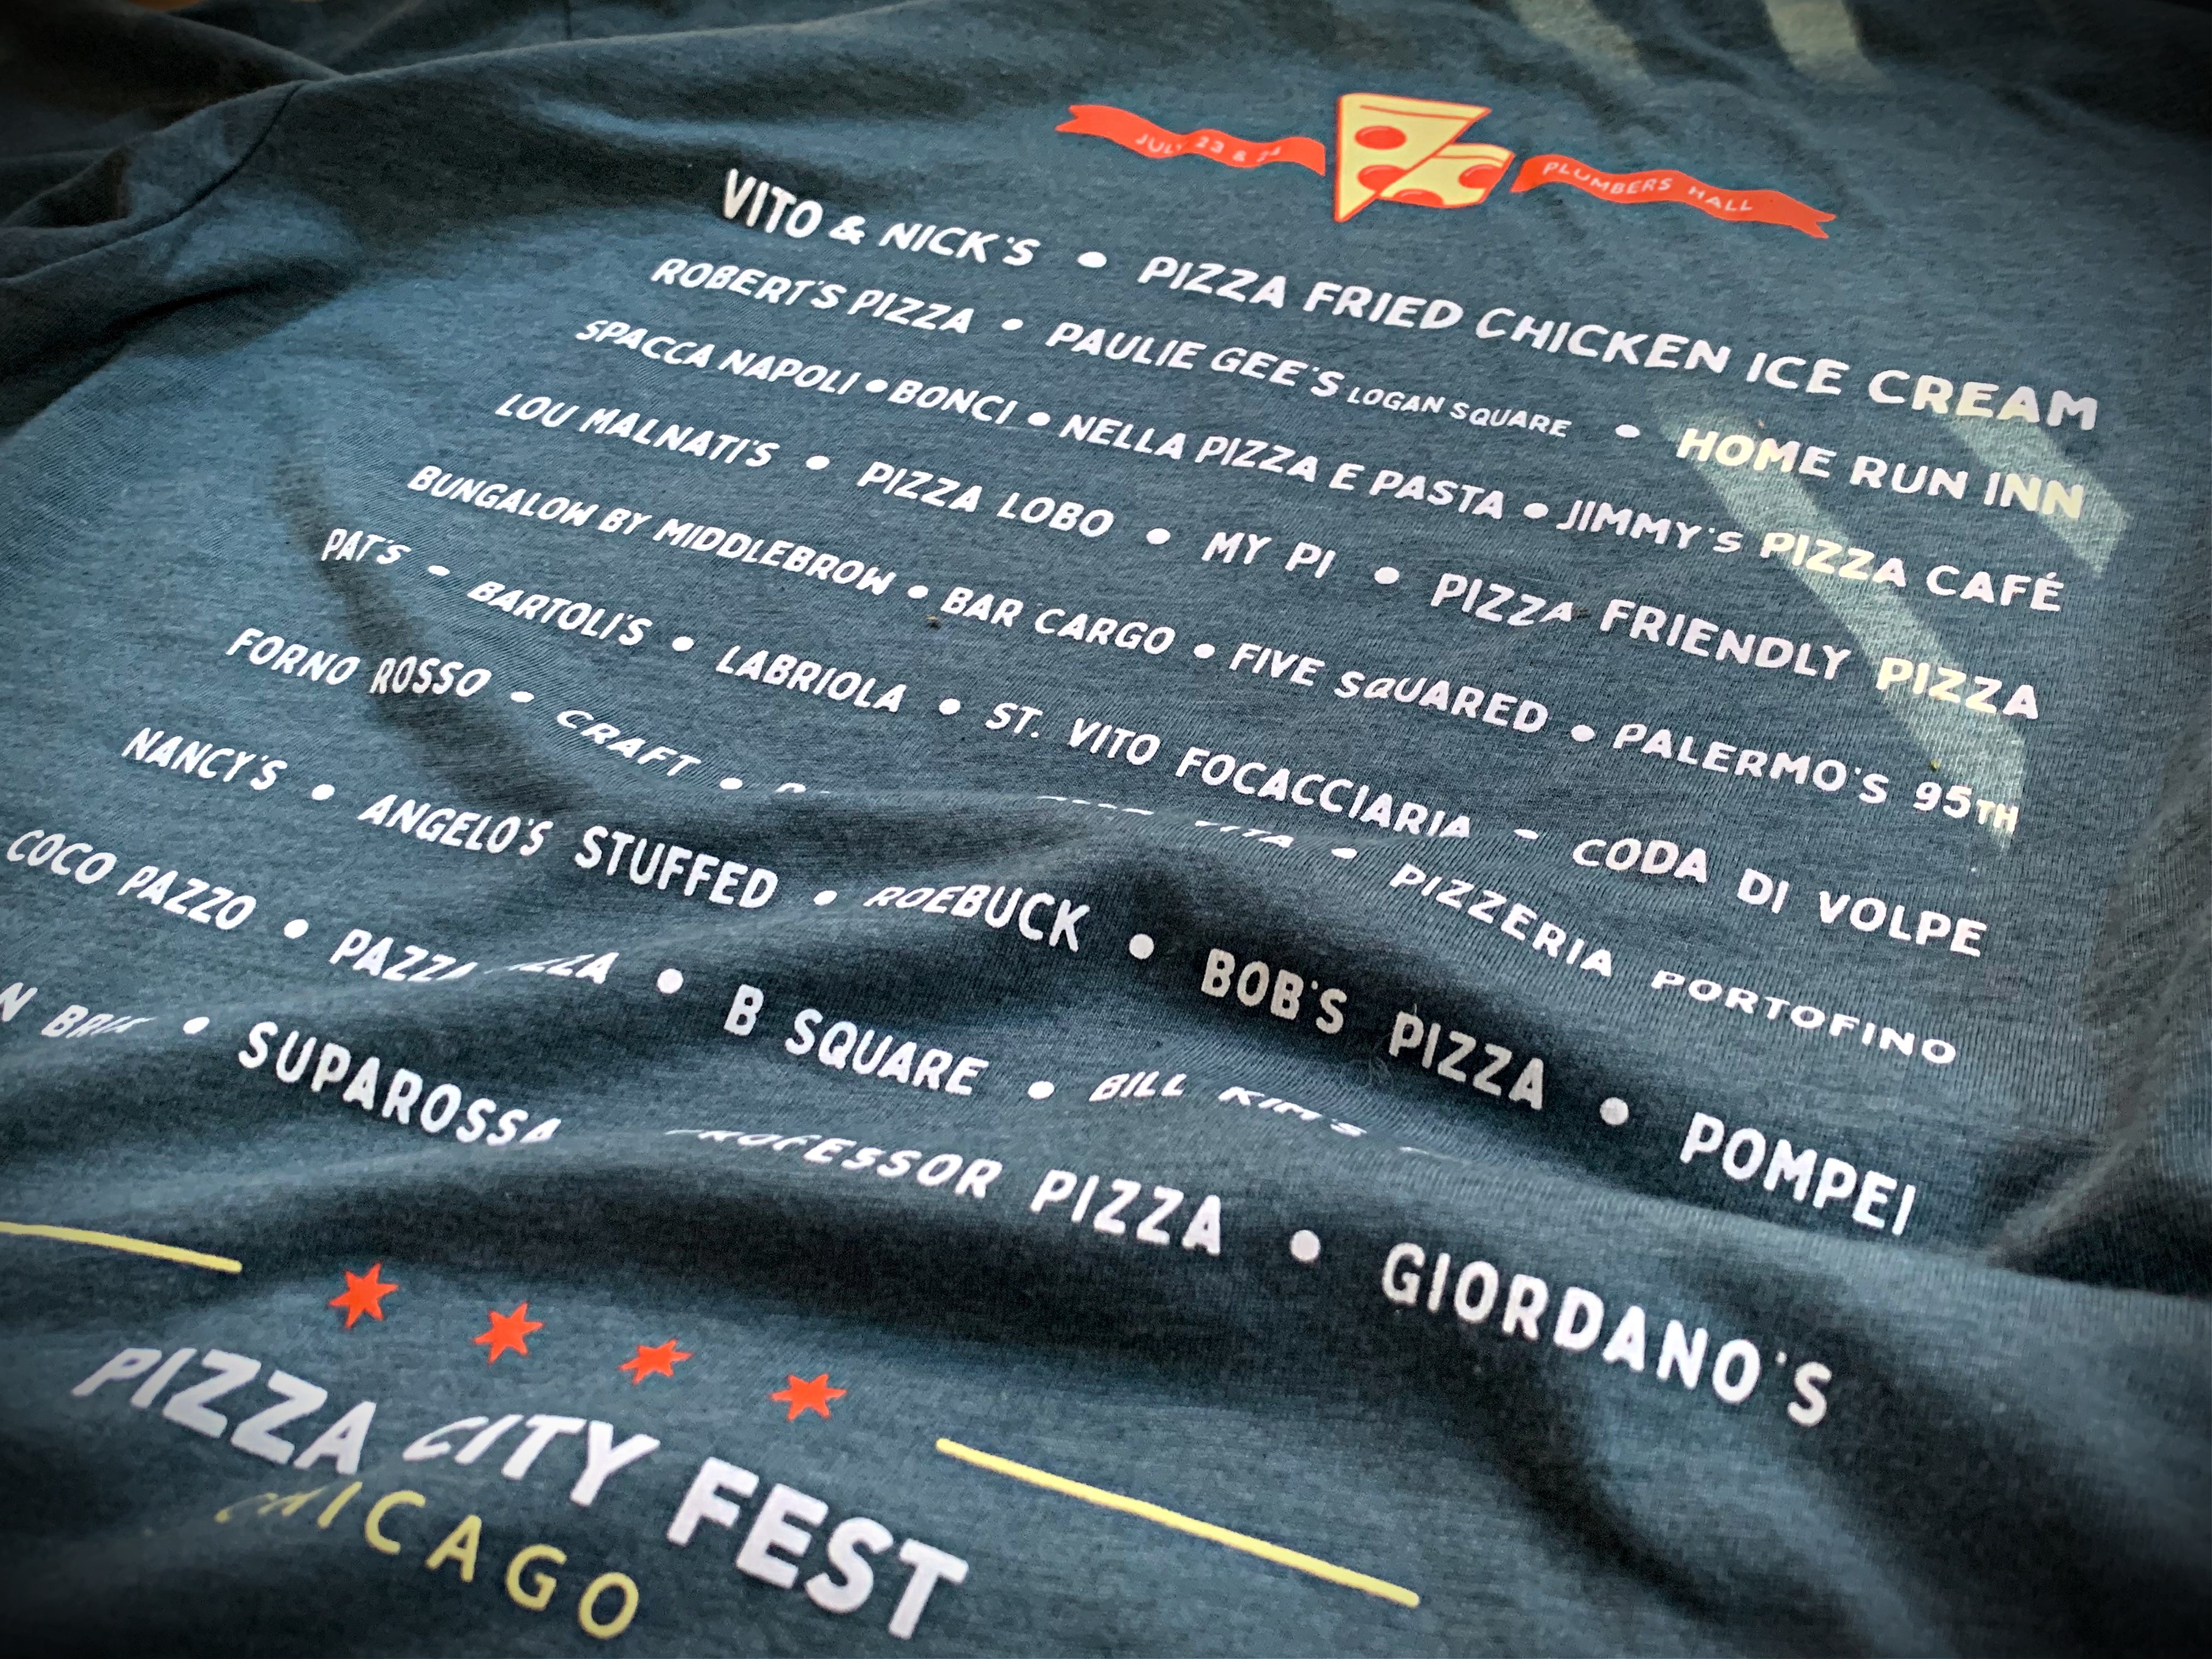 JULY 23 & 24 PLUMBERS HALL
VITO & NICK'S • PIZZA FRIED CHICKEN ICE CREAM
ROBERT'S PIZZA • PAULIE GEE'S LOGAN SQUARE • HOME RUN INN
SPACCA NAPOLI • BONCI • NELLA PIZZA E PASTA • JIMMY'S PIZZA CAFÉ
LOU MALNATI'S • PIZZA LOBO • MY PI • PIZZA FRIENDLY PIZZA
BUNGALOW BY MIDDLEBROW • BAR CARGO • FIVE SQUARED • PALERMO'S 95TH
PAT'S • BARTOLI'S • LABRIOLA • ST. VITO FOCACCIARIA • CODA DI VOLPE
FORNO ROSSO • CRAFT • • PIZZERIA PORTOFINO
NANCY'S • ANGELO'S STUFFED • ROEBUCK • BOB'S PIZZA • POMPEI
COCO PAZZO • • B SQUARE • BILL KIM'S
• SUPAROSSA PROFESSOR PIZZA • GIORDANO'S
PIZZA CITY FEST
CHICAGO